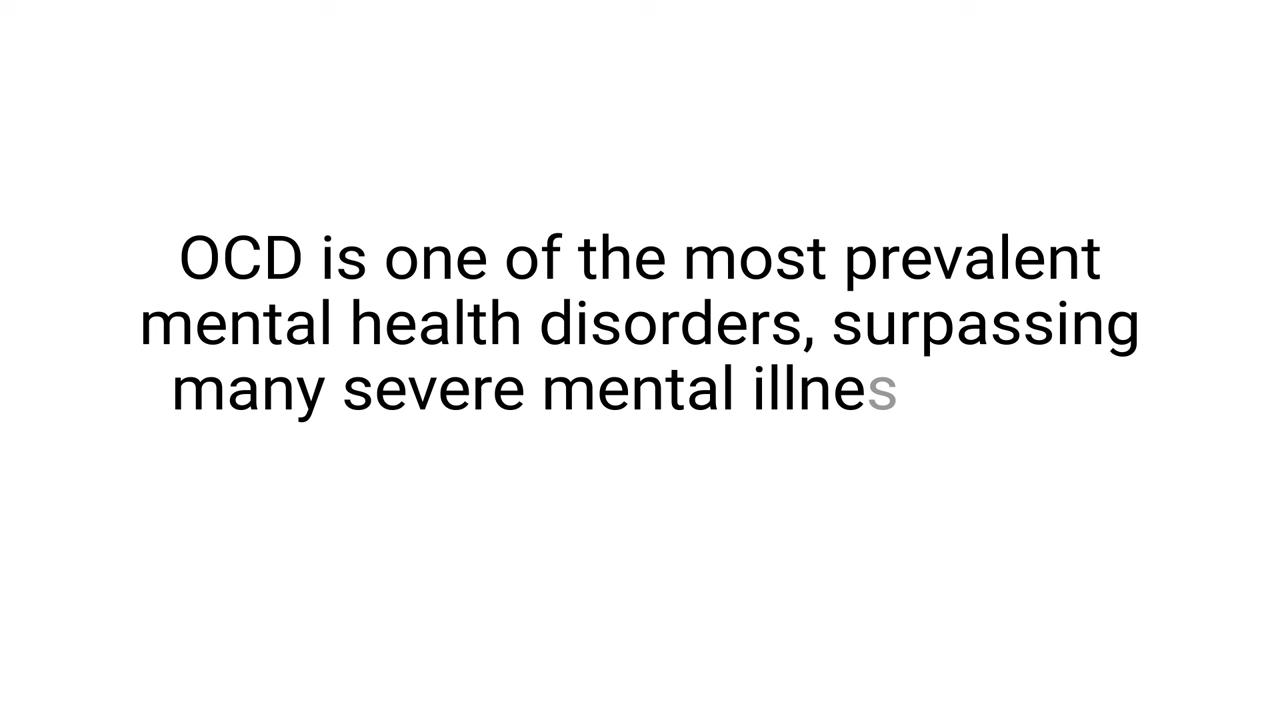 OCD is one of the most prevalent
mental health disorders, surpassing
many severe mental illnes